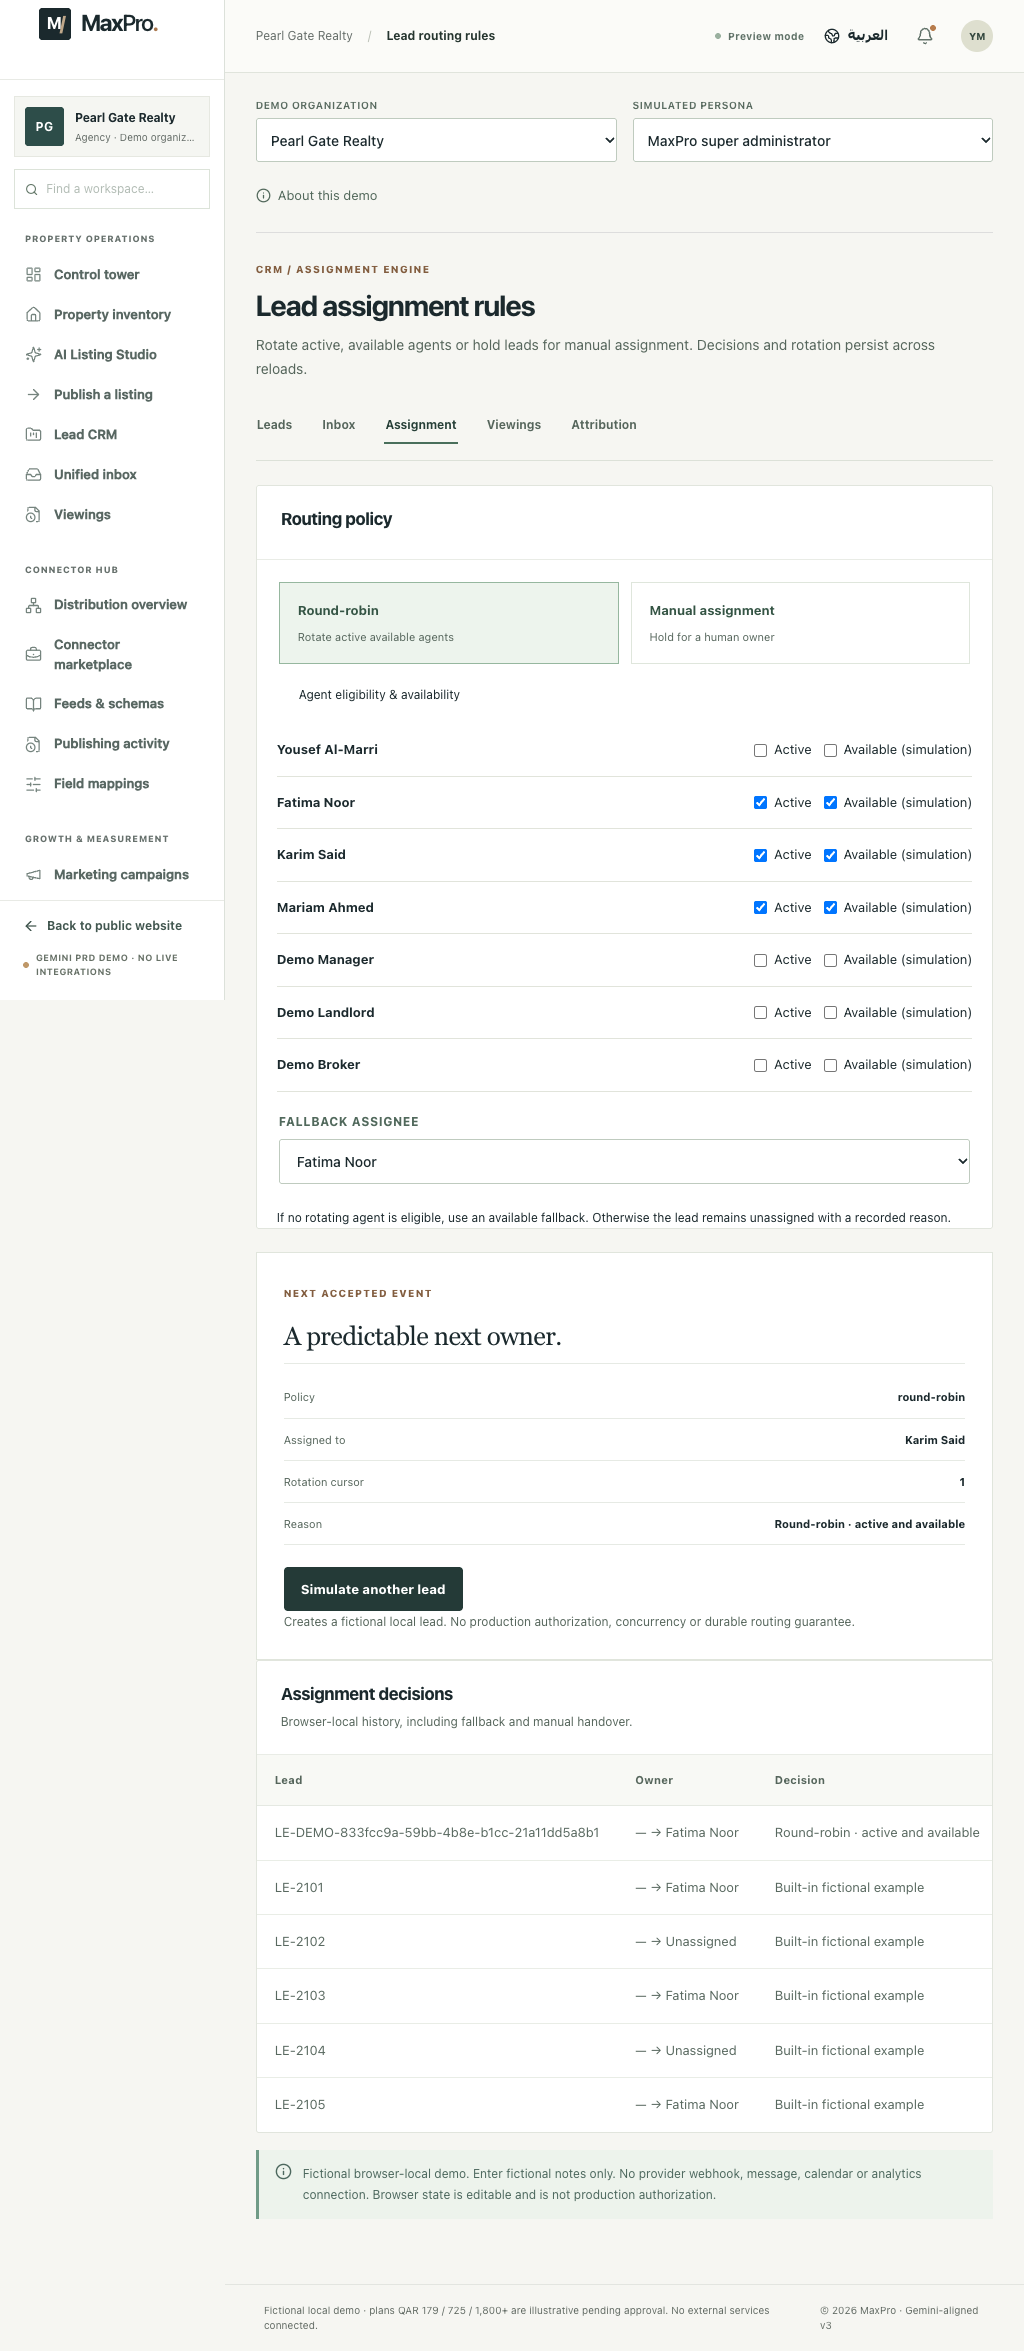 M/ MaxPro.
PG
Pearl Gate Realty
Agency · Demo organiz...
Find a workspace...
PROPERTY OPERATIONS
Control tower
Property inventory
AI Listing Studio
Publish a listing
Lead CRM
Unified inbox
Viewings
CONNECTOR HUB
Distribution overview
Connector
marketplace
Feeds & schemas
Publishing activity
Field mappings
GROWTH & MEASUREMENT
Marketing campaigns
Back to public website
GEMINI PRD DEMO · NO LIVE
INTEGRATIONS
Pearl Gate Realty / Lead routing rules
Preview mode
العربية
YM
DEMO ORGANIZATION
Pearl Gate Realty
SIMULATED PERSONA
MaxPro super administrator
About this demo
CRM / ASSIGNMENT ENGINE
Lead assignment rules
Rotate active, available agents or hold leads for manual assignment. Decisions and rotation persist across
reloads.
Leads Inbox Assignment Viewings Attribution
Routing policy
Round-robin
Rotate active available agents
Manual assignment
Hold for a human owner
Agent eligibility & availability
Yousef Al-Marri Active Available (simulation)
Fatima Noor Active Available (simulation)
Karim Said Active Available (simulation)
Mariam Ahmed Active Available (simulation)
Demo Manager Active Available (simulation)
Demo Landlord Active Available (simulation)
Demo Broker Active Available (simulation)
FALLBACK ASSIGNEE
Fatima Noor
If no rotating agent is eligible, use an available fallback. Otherwise the lead remains unassigned with a recorded reason.
NEXT ACCEPTED EVENT
A predictable next owner.
Policy round-robin
Assigned to Karim Said
Rotation cursor 1
Reason Round-robin · active and available
Simulate another lead
Creates a fictional local lead. No production authorization, concurrency or durable routing guarantee.
Assignment decisions
Browser-local history, including fallback and manual handover.
Lead Owner Decision
LE-DEMO-833fcc9a-59bb-4b8e-b1cc-21a11dd5a8b1 — → Fatima Noor Round-robin · active and available
LE-2101 — → Fatima Noor Built-in fictional example
LE-2102 — → Unassigned Built-in fictional example
LE-2103 — → Fatima Noor Built-in fictional example
LE-2104 — → Unassigned Built-in fictional example
LE-2105 — → Fatima Noor Built-in fictional example
Fictional browser-local demo. Enter fictional notes only. No provider webhook, message, calendar or analytics
connection. Browser state is editable and is not production authorization.
Fictional local demo · plans QAR 179 / 725 / 1,800+ are illustrative pending approval. No external services
connected.
© 2026 MaxPro · Gemini-aligned
v3